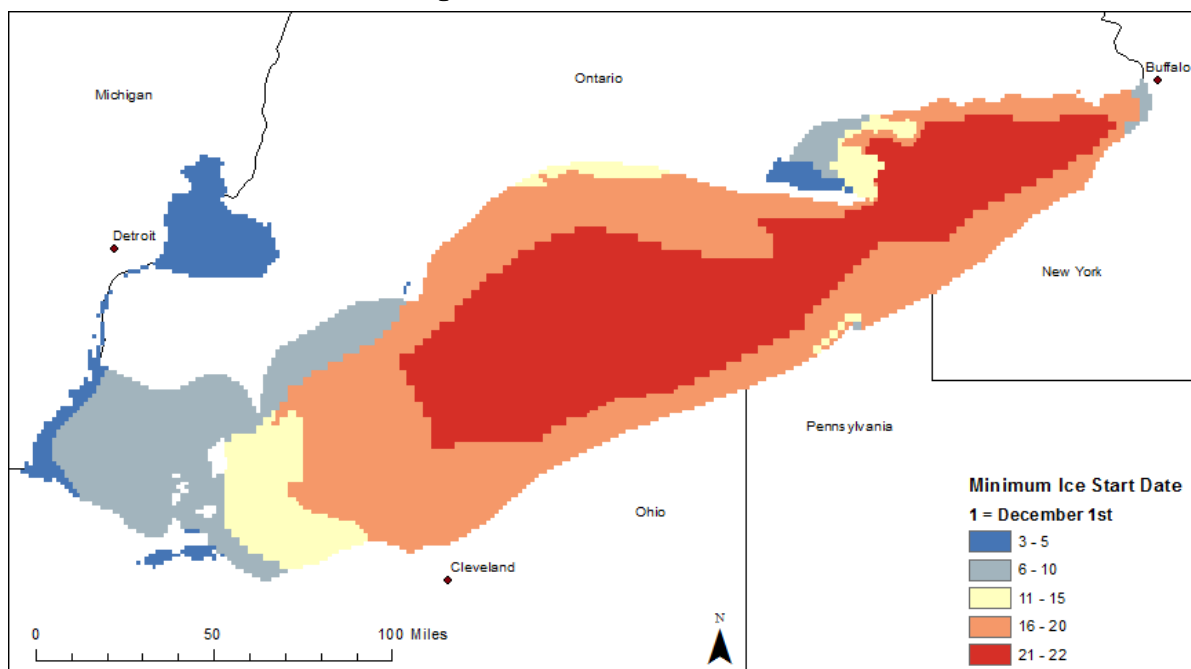 Buffalo
Ontario
Michigan
Detroit
New York
Pennsylvania
Ohio
Cleveland
Minimum Ice Start Date
1 = December 1st
3 - 5
6 - 10
11 - 15
16 - 20
21 - 22
0 50 100 Miles
N